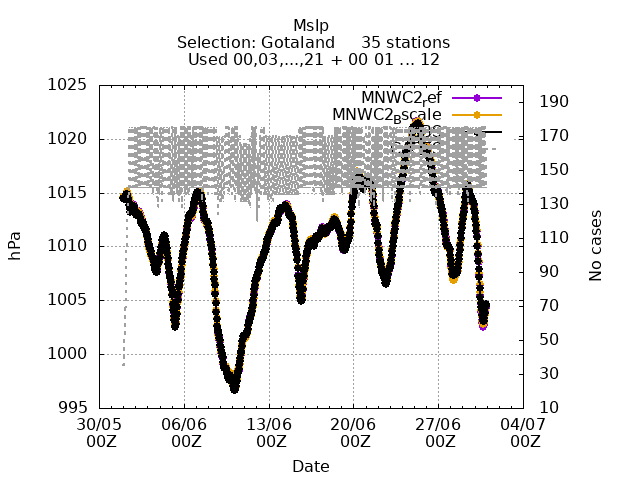 Mslp
Selection: Gotaland 35 stations
Used 00,03,...,21 + 00 01 ... 12
MNWC2ref
MNWC2Bscale
1025
1020
1015
1010
1005
1000
995
190
170
150
130
110
90
70
50
30
10
hPa
No cases
30/05 06/06 13/06 20/06 27/06 04/07
00Z 00Z 00Z 00Z 00Z 00Z
Date